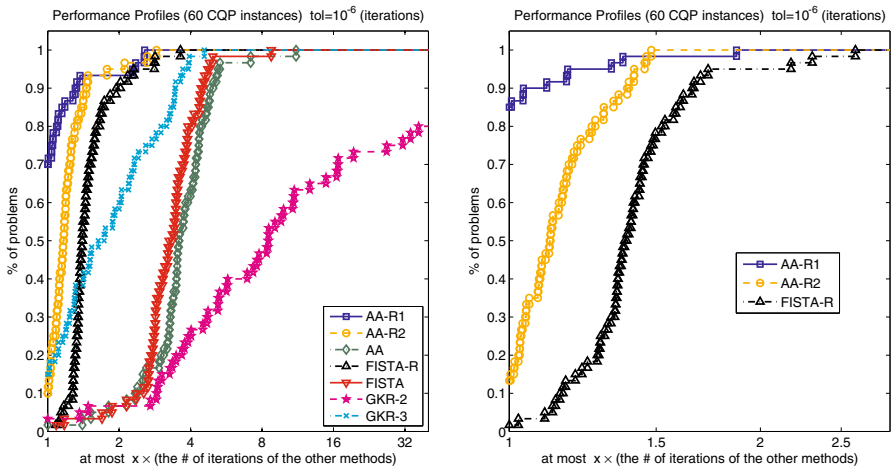 Performance Profiles (60 CQP instances) tol=10^-6 (iterations)
% of problems
1
0.9
0.8
0.7
0.6
0.5
0.4
0.3
0.2
0.1
0
AA-R1
AA-R2
AA
FISTA-R
FISTA
GKR-2
GKR-3
1 2 4 8 16 32
at most x × (the # of iterations of the other methods)
Performance Profiles (60 CQP instances) tol=10^-6 (iterations)
% of problems
1
0.9
0.8
0.7
0.6
0.5
0.4
0.3
0.2
0.1
0
AA-R1
AA-R2
FISTA-R
1 1.5 2 2.5
at most x × (the # of iterations of the other methods)